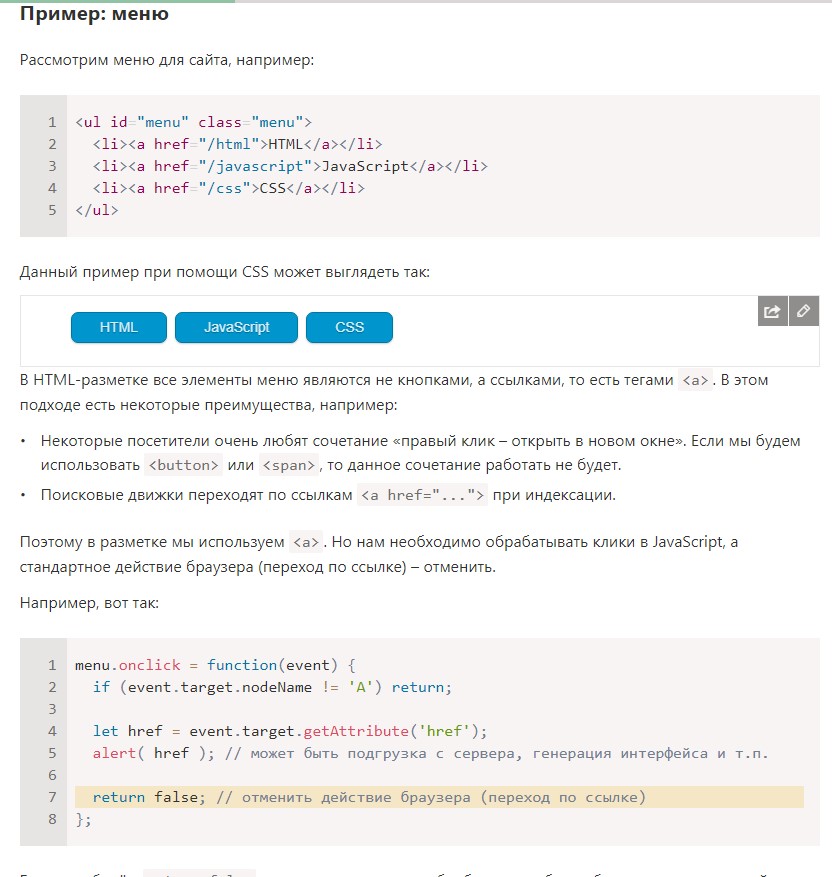 Пример: меню
Рассмотрим меню для сайта, например:
1 <ul id="menu" class="menu">
2   <li><a href="/html">HTML</a></li>
3   <li><a href="/javascript">JavaScript</a></li>
4   <li><a href="/css">CSS</a></li>
5 </ul>
Данный пример при помощи CSS может выглядеть так:
HTML JavaScript CSS
В HTML-разметке все элементы меню являются не кнопками, а ссылками, то есть тегами <a>. В этом
подходе есть некоторые преимущества, например:
• Некоторые посетители очень любят сочетание «правый клик – открыть в новом окне». Если мы будем
использовать <button> или <span>, то данное сочетание работать не будет.
• Поисковые движки переходят по ссылкам <a href="..."> при индексации.
Поэтому в разметке мы используем <a>. Но нам необходимо обрабатывать клики в JavaScript, а
стандартное действие браузера (переход по ссылке) – отменить.
Например, вот так:
1 menu.onclick = function(event) {
2   if (event.target.nodeName != 'A') return;
3
4   let href = event.target.getAttribute('href');
5   alert( href ); // может быть подгрузка с сервера, генерация интерфейса и т.п.
6
7   return false; // отменить действие браузера (переход по ссылке)
8 };